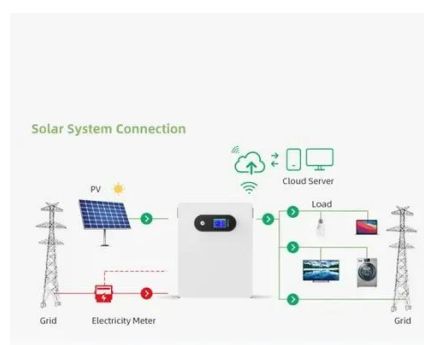 Solar System Connection
PV
Cloud Server
Load
Grid
Electricity Meter
Grid